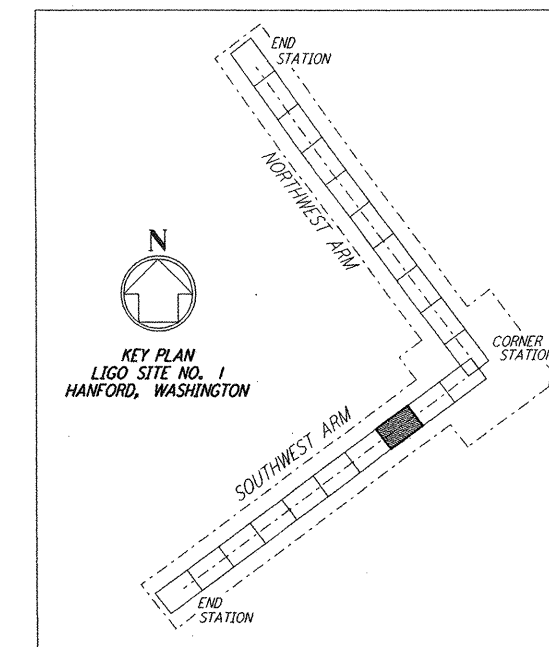 END
STATION
NORTHWEST ARM
N
KEY PLAN
LIGO SITE NO. 1
HANFORD, WASHINGTON
CORNER
STATION
SOUTHWEST ARM
END
STATION